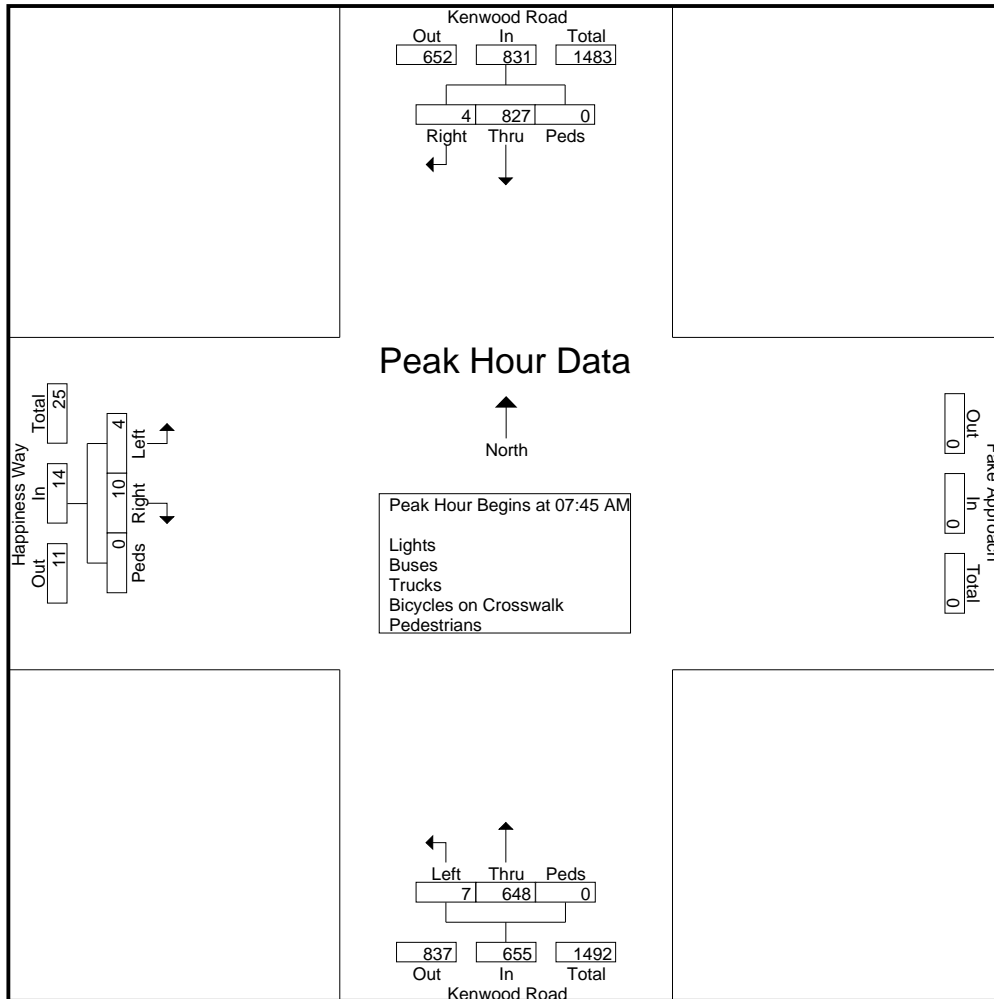 Kenwood Road
Out In Total
652 831 1483
4 827 0
Right Thru Peds
Peak Hour Data
North
Peak Hour Begins at 07:45 AM
Lights
Buses
Trucks
Bicycles on Crosswalk
Pedestrians
Happiness Way
Out In Total
11 14 25
0 10 4
Peds Right Left
Fake Approach
Out In Total
0 0 0
Left Thru Peds
7 648 0
837 655 1492
Out In Total
Kenwood Road